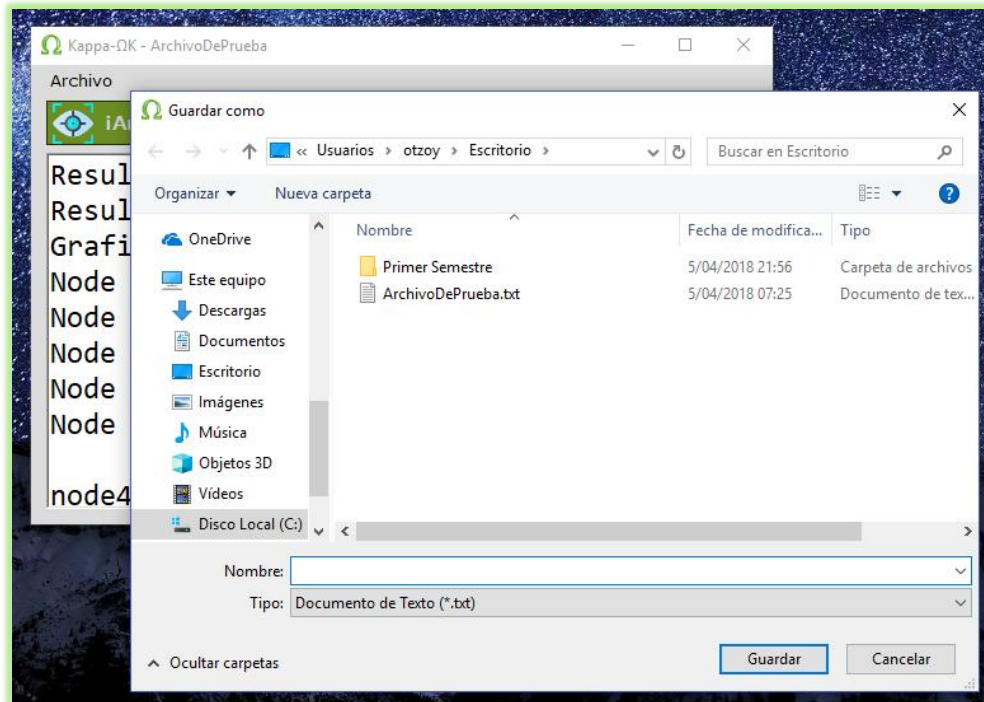 Kappa-ΩK - ArchivoDePrueba
Archivo
iA
Resul
Resul
Grafi
Node
Node
Node
Node
Node
node4
Guardar como
« Usuarios › otzoy › Escritorio ›
Buscar en Escritorio
Organizar
Nueva carpeta
Nombre
Fecha de modifica...
Tipo
OneDrive
Este equipo
Descargas
Documentos
Escritorio
Imágenes
Música
Objetos 3D
Vídeos
Disco Local (C:)
Primer Semestre 5/04/2018 21:56 Carpeta de archivos
ArchivoDePrueba.txt 5/04/2018 07:25 Documento de tex...
Nombre:
Tipo: Documento de Texto (*.txt)
Ocultar carpetas
Guardar
Cancelar